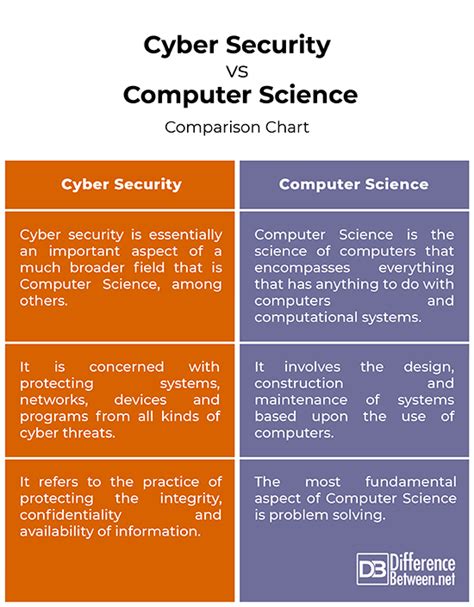 Cyber Security
vs
Computer Science
Comparison Chart
Cyber Security
Computer Science
Cyber security is essentially
an important aspect of a
much broader field that is
Computer Science, among
others.
Computer Science is the
science of computers that
encompasses everything
that has anything to do with
computers and
computational systems.
It is concerned with
protecting systems,
networks, devices and
programs from all kinds of
cyber threats.
It involves the design,
construction and
maintenance of systems
based upon the use of
computers.
It refers to the practice of
protecting the integrity,
confidentiality and
availability of information.
The most fundamental
aspect of Computer Science
is problem solving.
DB Difference
Between.net